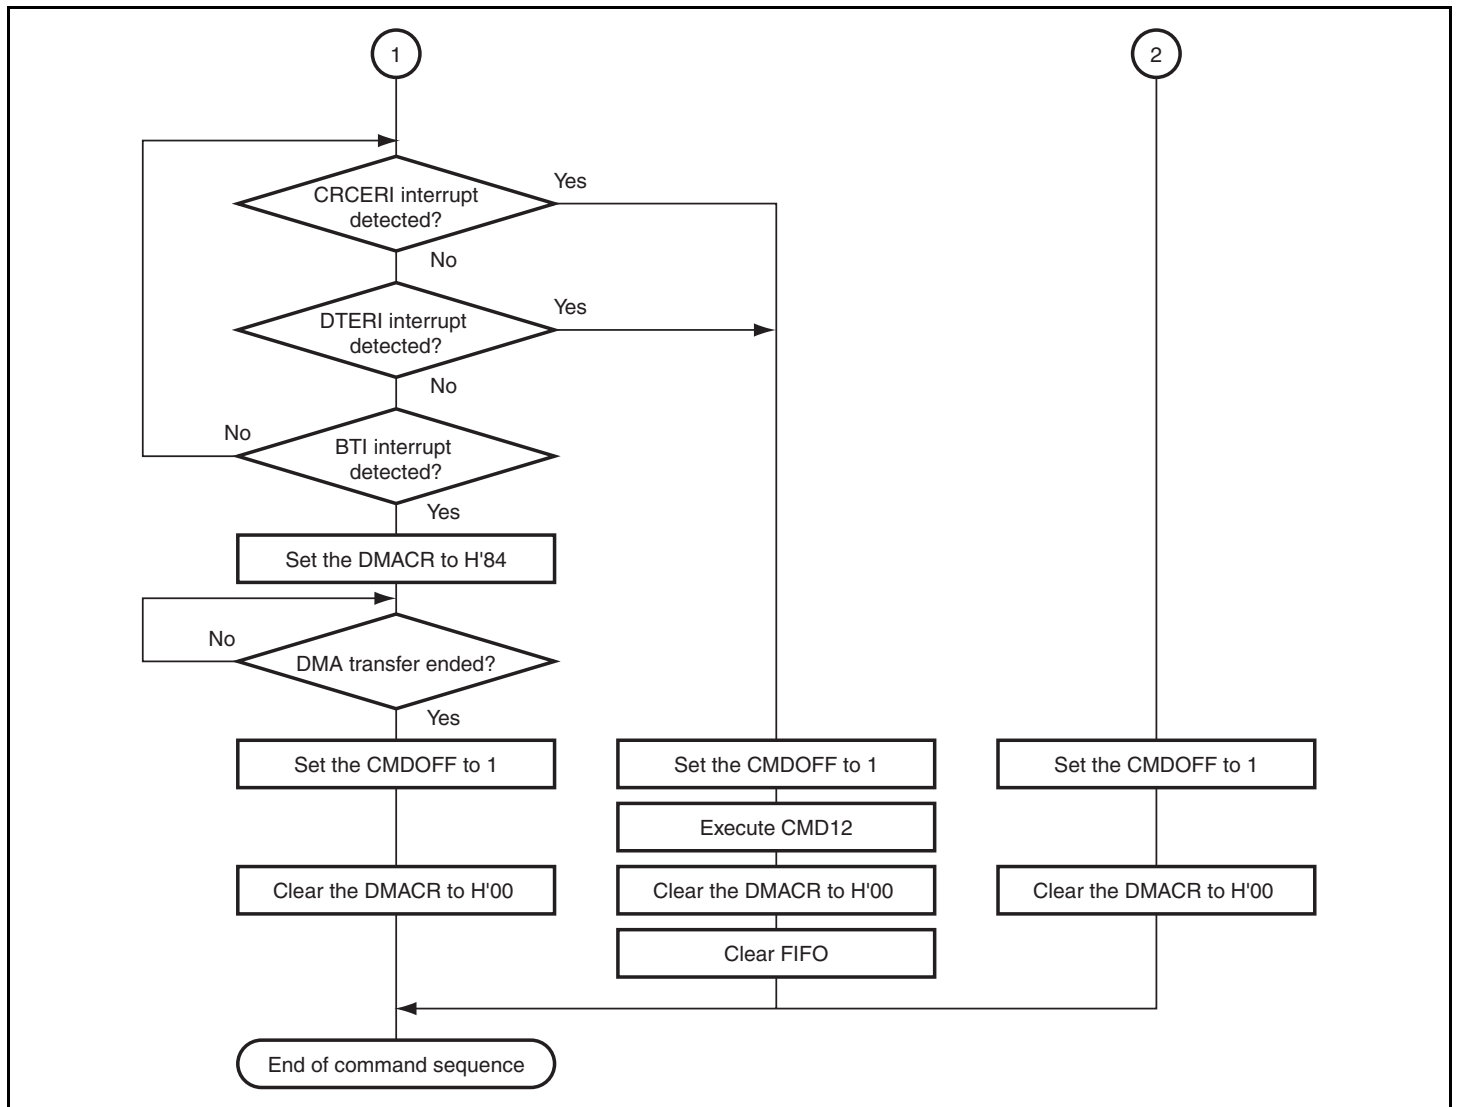 1
2
CRCERI interrupt
detected?
Yes
No
DTERI interrupt
detected?
Yes
No
BTI interrupt
detected?
No
Yes
Set the DMACR to H'84
No
DMA transfer ended?
Yes
Set the CMDOFF to 1
Set the CMDOFF to 1
Set the CMDOFF to 1
Execute CMD12
Clear the DMACR to H'00
Clear the DMACR to H'00
Clear the DMACR to H'00
Clear FIFO
End of command sequence